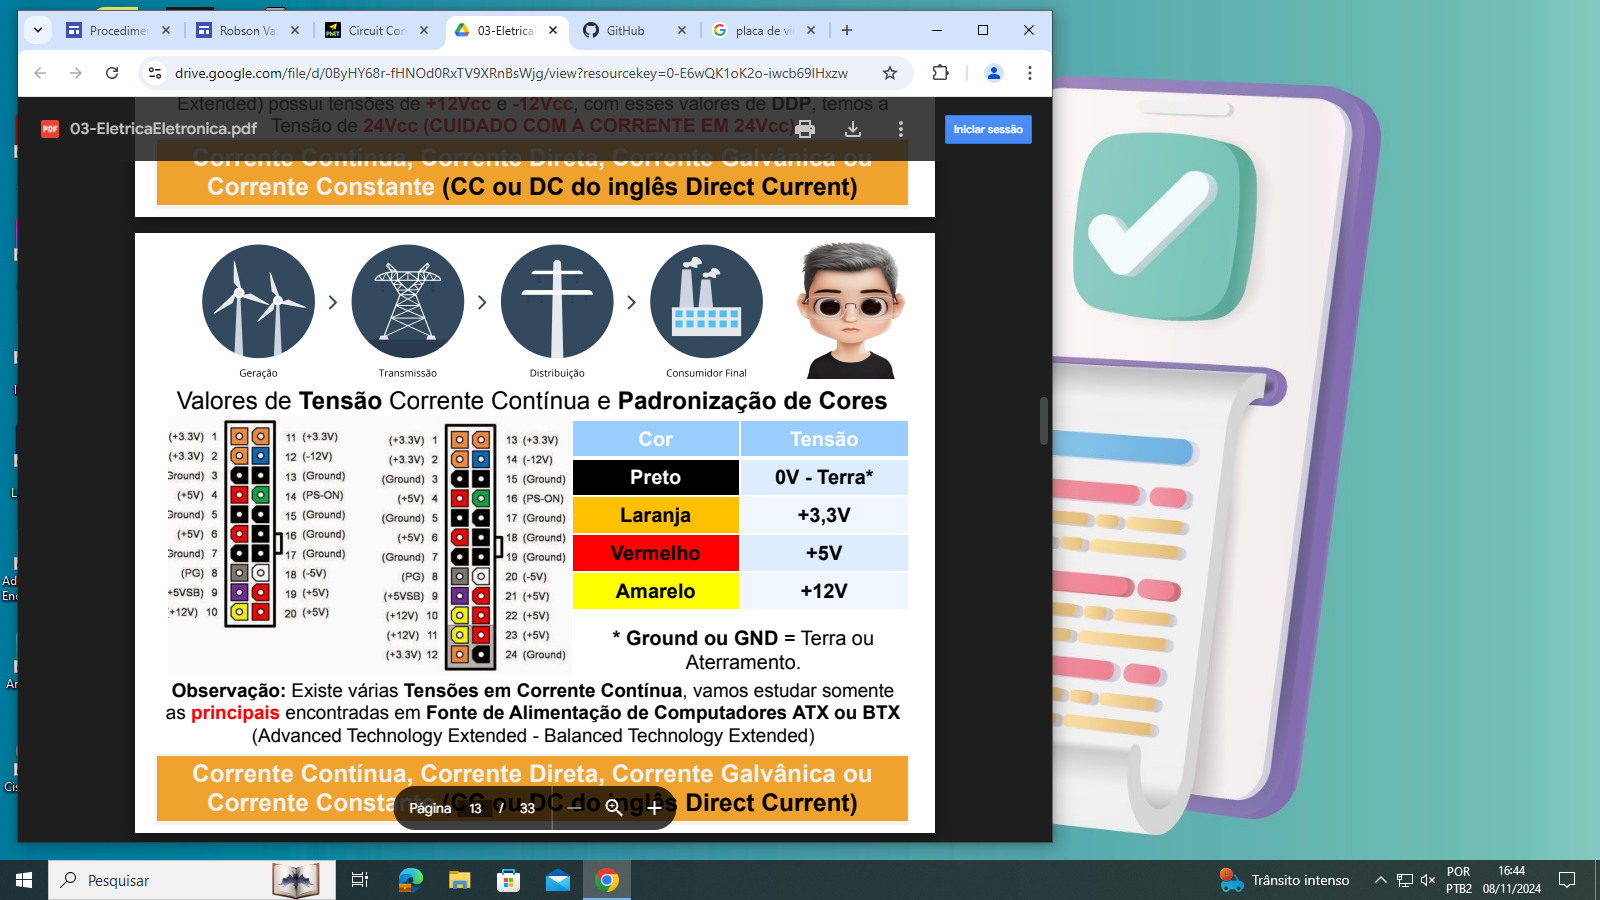 Procedime
Robson Va
Circuit Con
03-Eletrical
GitHub
placa de v
drive.google.com/file/d/0ByHY68r-fHNOd0RxTV9XRnBsWjg/view?resourcekey=0-E6wQK1oK2o-iwcb69lHxzw
Extended) possui tensões de +12Vcc e -12Vcc, com esses valores de DDP, temos a
Tensão de 24Vcc (CUIDADO COM A CORRENTE EM 24Vcc)
PDF 03-EletricaEletronica.pdf
Iniciar sessão
Corrente Contínua, Corrente Direta, Corrente Galvânica ou
Corrente Constante (CC ou DC do inglês Direct Current)
Geração
Transmissão
Distribuição
Consumidor Final
Valores de Tensão Corrente Contínua e Padronização de Cores
(+3.3V) 1 11 (+3.3V)
(+3.3V) 2 12 (-12V)
Ground) 3 13 (Ground)
(+5V) 4 14 (PS-ON)
Ground) 5 15 (Ground)
(+5V) 6 16 (Ground)
Ground) 7 17 (Ground)
(PG) 8 18 (-5V)
+5VSB) 9 19 (+5V)
+12V) 10 20 (+5V)
(+3.3V) 1 13 (+3.3V)
(+3.3V) 2 14 (-12V)
(Ground) 3 15 (Ground)
(+5V) 4 16 (PS-ON)
(Ground) 5 17 (Ground)
(+5V) 6 18 (Ground)
(Ground) 7 19 (Ground)
(PG) 8 20 (-5V)
(+5VSB) 9 21 (+5V)
(+12V) 10 22 (+5V)
(+12V) 11 23 (+5V)
(+3.3V) 12 24 (Ground)
Cor Tensão
Preto 0V - Terra*
Laranja +3,3V
Vermelho +5V
Amarelo +12V
* Ground ou GND = Terra ou
Aterramento.
Observação: Existe várias Tensões em Corrente Contínua, vamos estudar somente
as principais encontradas em Fonte de Alimentação de Computadores ATX ou BTX
(Advanced Technology Extended - Balanced Technology Extended)
Corrente Contínua, Corrente Direta, Corrente Galvânica ou
Corrente Constante (CC ou DC do inglês Direct Current)
Página 13 / 33
Ad
Enc
Ar
Cis
Pesquisar
Trânsito intenso
POR
PTB2
16:44
08/11/2024